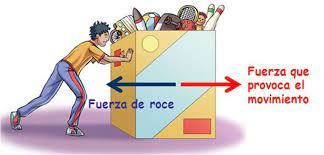 Fuerza de roce
Fuerza que
provoca el
movimiento